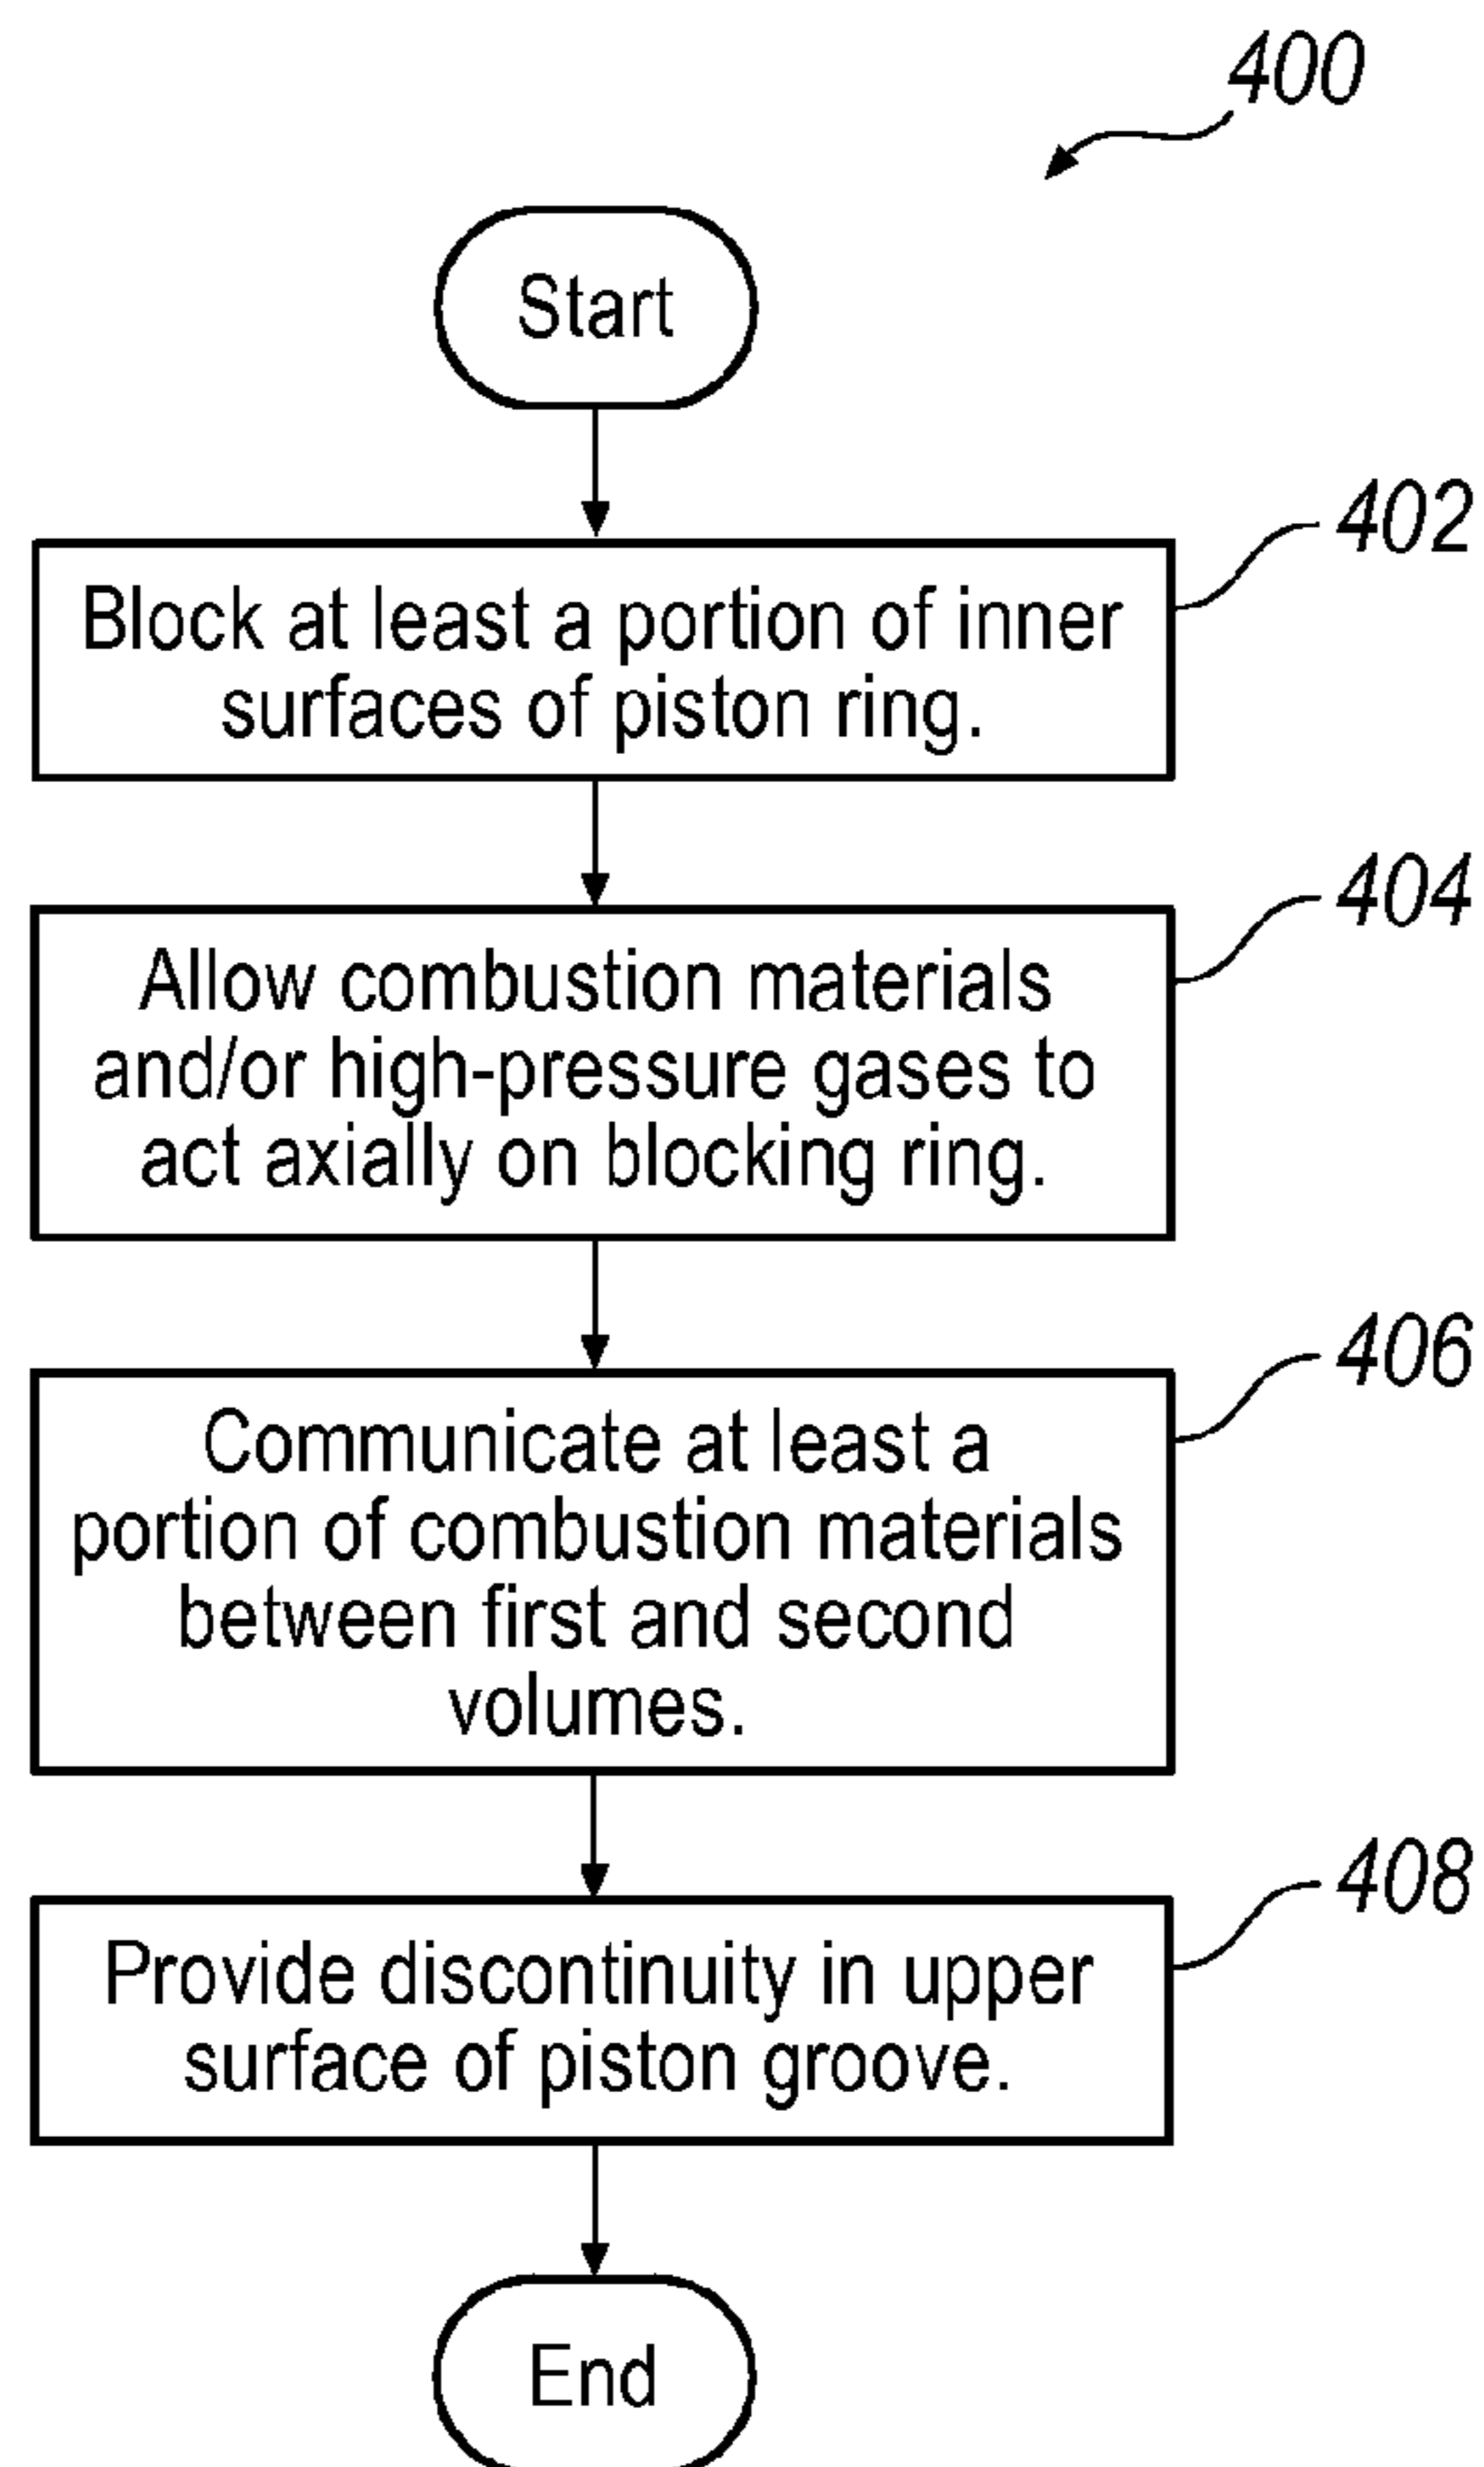 400
Start
402
Block at least a portion of inner
surfaces of piston ring.
404
Allow combustion materials
and/or high-pressure gases to
act axially on blocking ring.
406
Communicate at least a
portion of combustion materials
between first and second
volumes.
408
Provide discontinuity in upper
surface of piston groove.
End